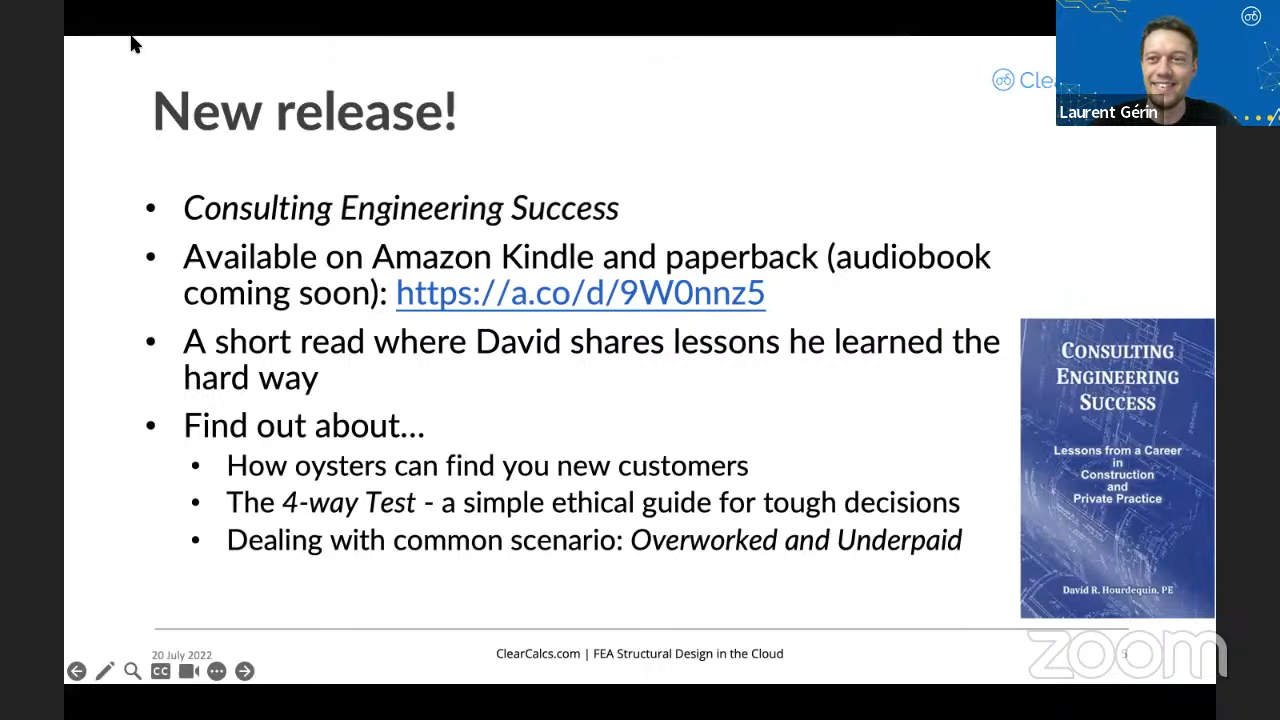 New release!
Cle
Laurent Gérin
• Consulting Engineering Success
• Available on Amazon Kindle and paperback (audiobook
coming soon): https://a.co/d/9W0nnz5
• A short read where David shares lessons he learned the
hard way
• Find out about...
• How oysters can find you new customers
• The 4-way Test - a simple ethical guide for tough decisions
• Dealing with common scenario: Overworked and Underpaid
CONSULTING
ENGINEERING
SUCCESS
Lessons from a Career
in
Construction
and
Private Practice
David R. Hourdequin, PE
20 July 2022
ClearCalcs.com | FEA Structural Design in the Cloud
5
CC
zoom